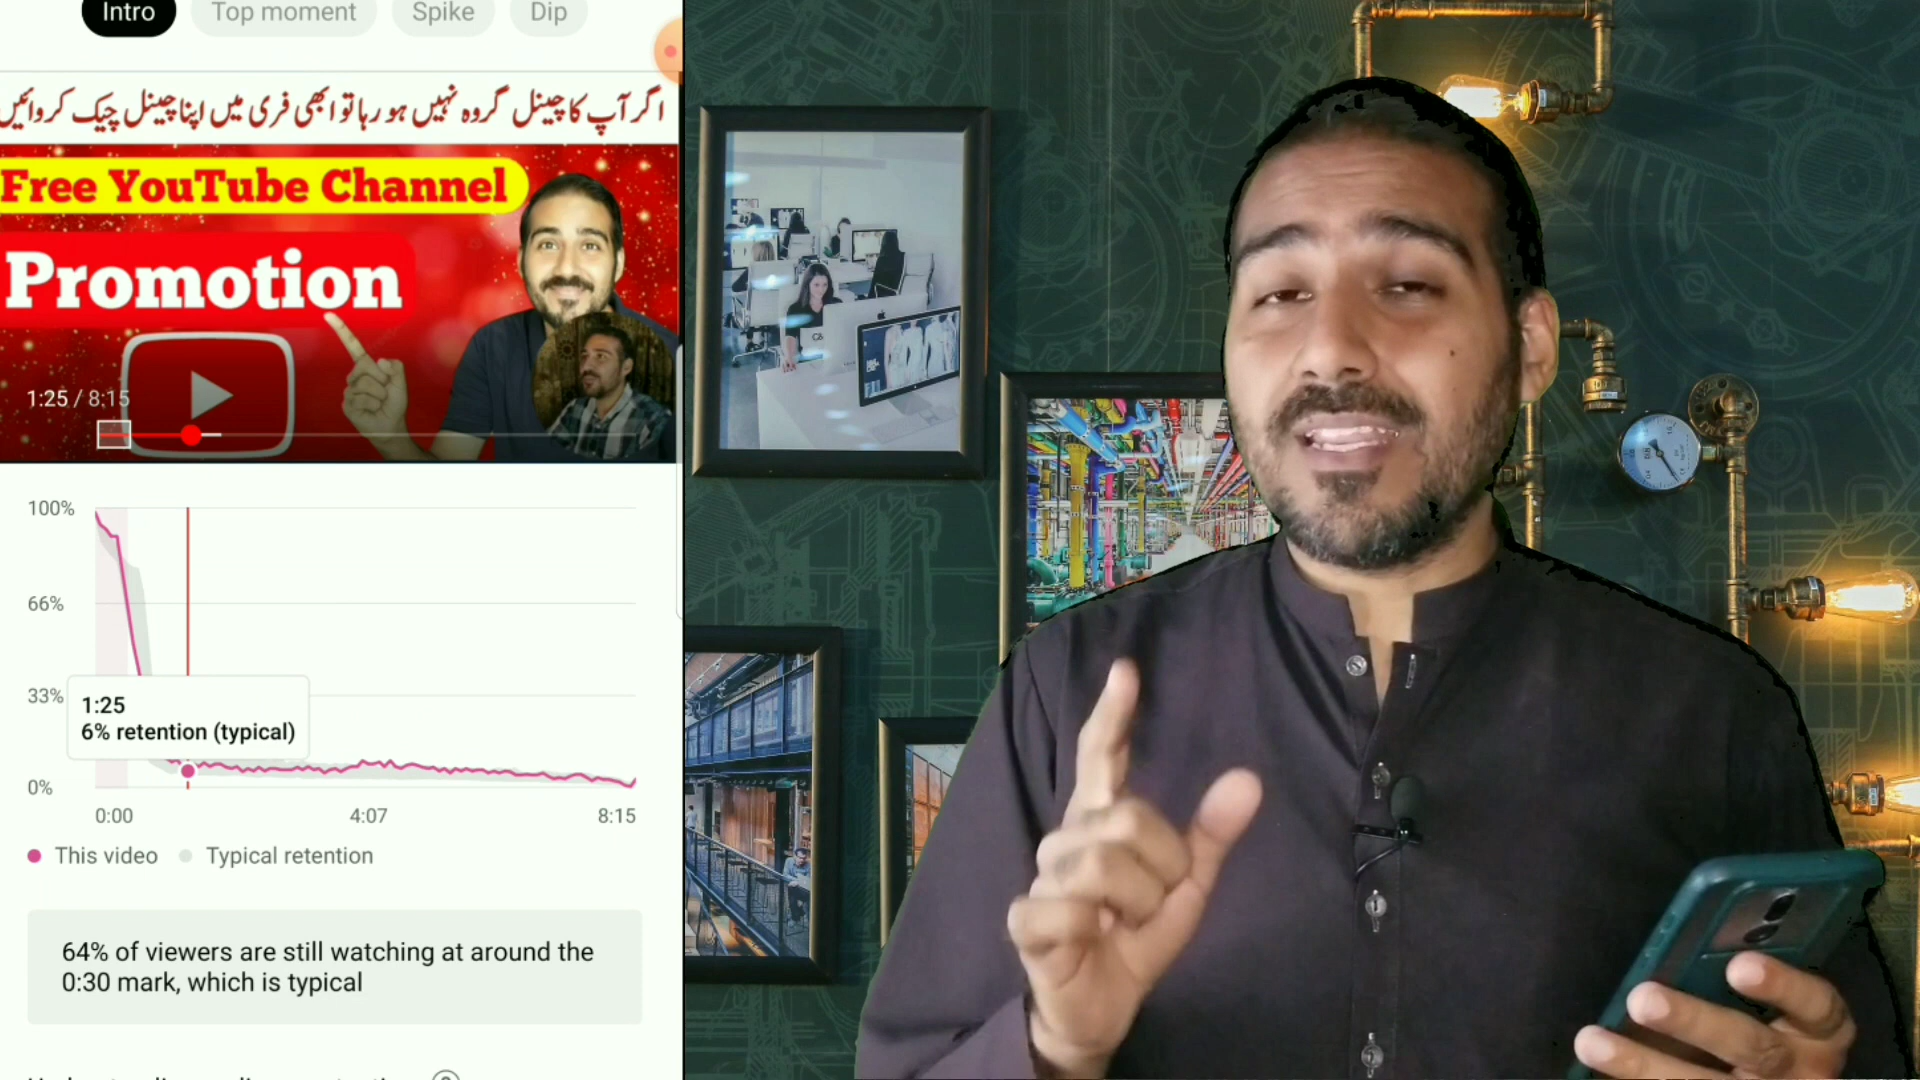 Intro
Top moment
Spike
Dip
اگر آپ کا چینل گروہ نہیں ہو رہا تو ابھی فری میں اپنا چینل چیک کروائیں
Free YouTube Channel
Promotion
1:25 / 8:15
100%
66%
33%
0%
1:25
6% retention (typical)
0:00
4:07
8:15
This video
Typical retention
64% of viewers are still watching at around the
0:30 mark, which is typical